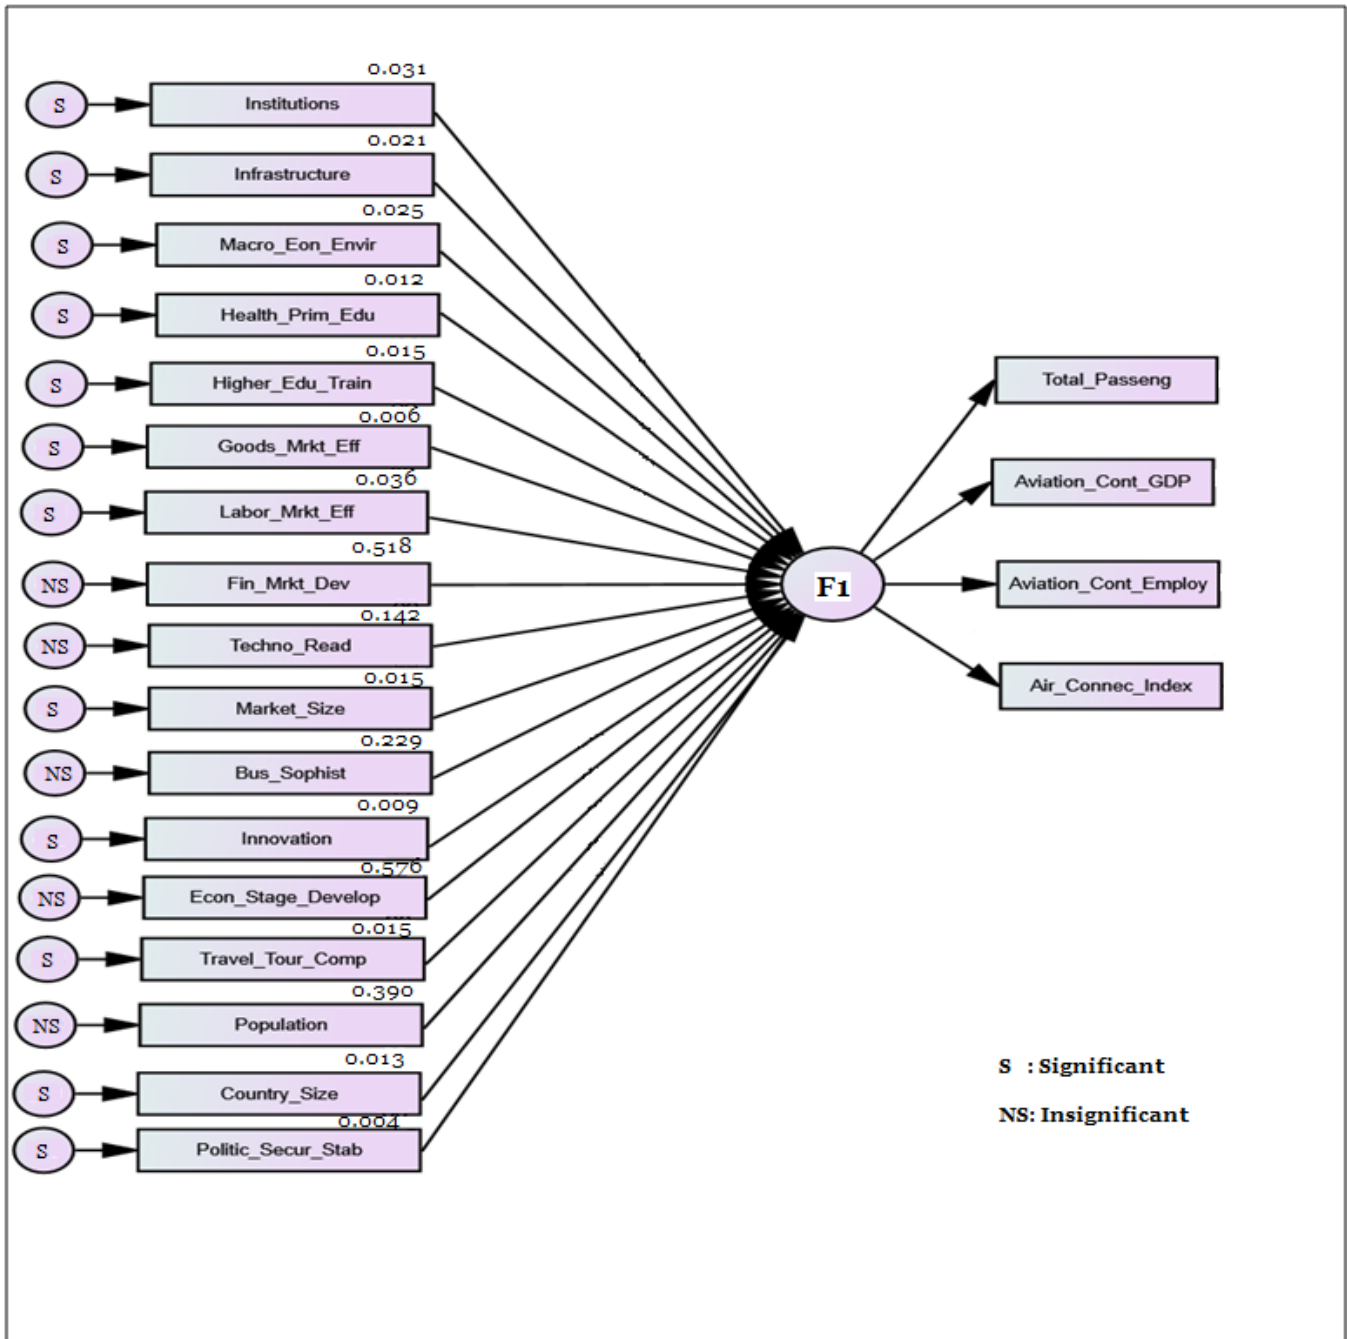 0.031
S Institutions
0.021
S Infrastructure
0.025
S Macro_Eon_Envir
0.012
S Health_Prim_Edu
0.015
S Higher_Edu_Train
0.006
S Goods_Mrkt_Eff
0.036
S Labor_Mrkt_Eff
0.518
NS Fin_Mrkt_Dev
0.142
NS Techno_Read
0.015
S Market_Size
0.229
NS Bus_Sophist
0.009
S Innovation
0.576
NS Econ_Stage_Develop
0.015
S Travel_Tour_Comp
0.390
NS Population
0.013
S Country_Size
0.004
S Politic_Secur_Stab
F1
Total_Passeng
Aviation_Cont_GDP
Aviation_Cont_Employ
Air_Connec_Index
S : Significant
NS: Insignificant